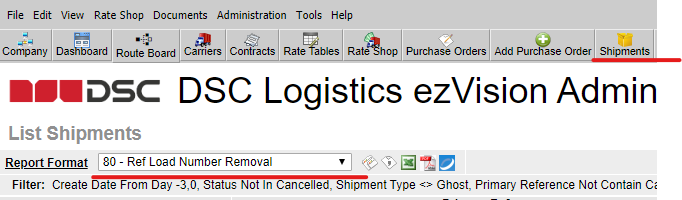 File Edit View Rate Shop Documents Administration Tools Help
Company Dashboard Route Board Carriers Contracts Rate Tables Rate Shop Purchase Orders Add Purchase Order Shipments
DSC DSC Logistics ezVision Admin
List Shipments
Report Format 80 - Ref Load Number Removal
Filter: Create Date From Day -3,0, Status Not In Cancelled, Shipment Type <> Ghost, Primary Reference Not Contain Ca